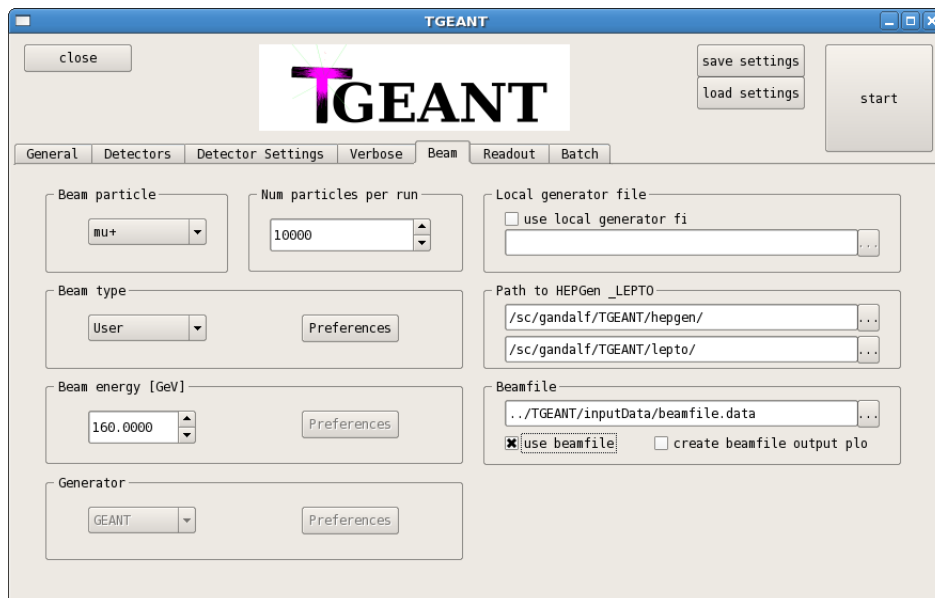 TGEANT
close
TGEANT
save settings
load settings
start
General Detectors Detector Settings Verbose Beam Readout Batch
Beam particle
mu+
Num particles per run
10000
Local generator file
use local generator fi
...
Beam type
User
Preferences
Path to HEPGen _LEPTO
/sc/gandalf/TGEANT/hepgen/
...
/sc/gandalf/TGEANT/lepto/
...
Beam energy [GeV]
160.0000
Preferences
Beamfile
../TGEANT/inputData/beamfile.data
...
use beamfile
create beamfile output plo
Generator
GEANT
Preferences